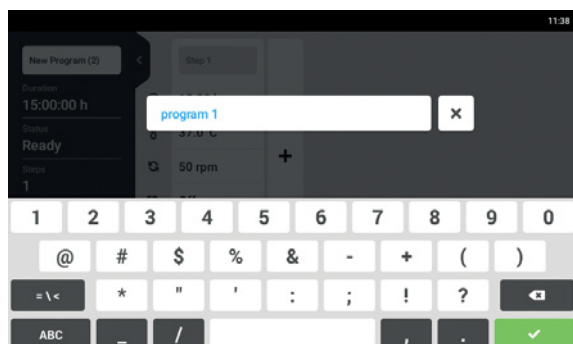 11:38
New Program (2)
<
Step 1
Duration
15:00:00 h
program 1
×
Status
37.0 °C
Ready
50 rpm
+
Steps
1
1 2 3 4 5 6 7 8 9 0
@ # $ % & - + ( )
= \ < * " ' : ; ! ?
ABC _ / , .